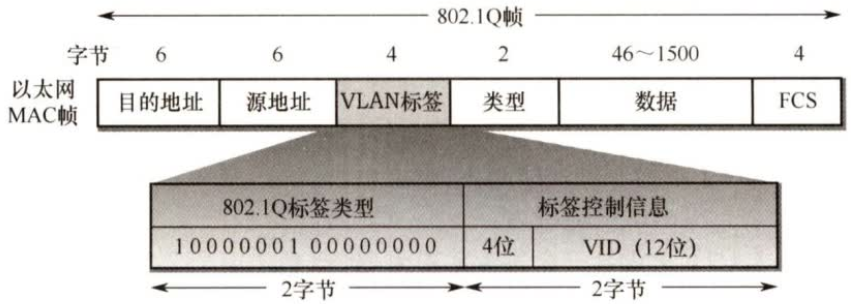 802.1Q帧
字节 6 6 4 2 46～1500 4
以太网
MAC帧
目的地址 源地址 VLAN标签 类型 数据 FCS
802.1Q标签类型 标签控制信息
10000001 00000000 4位 VID（12位）
2字节 2字节